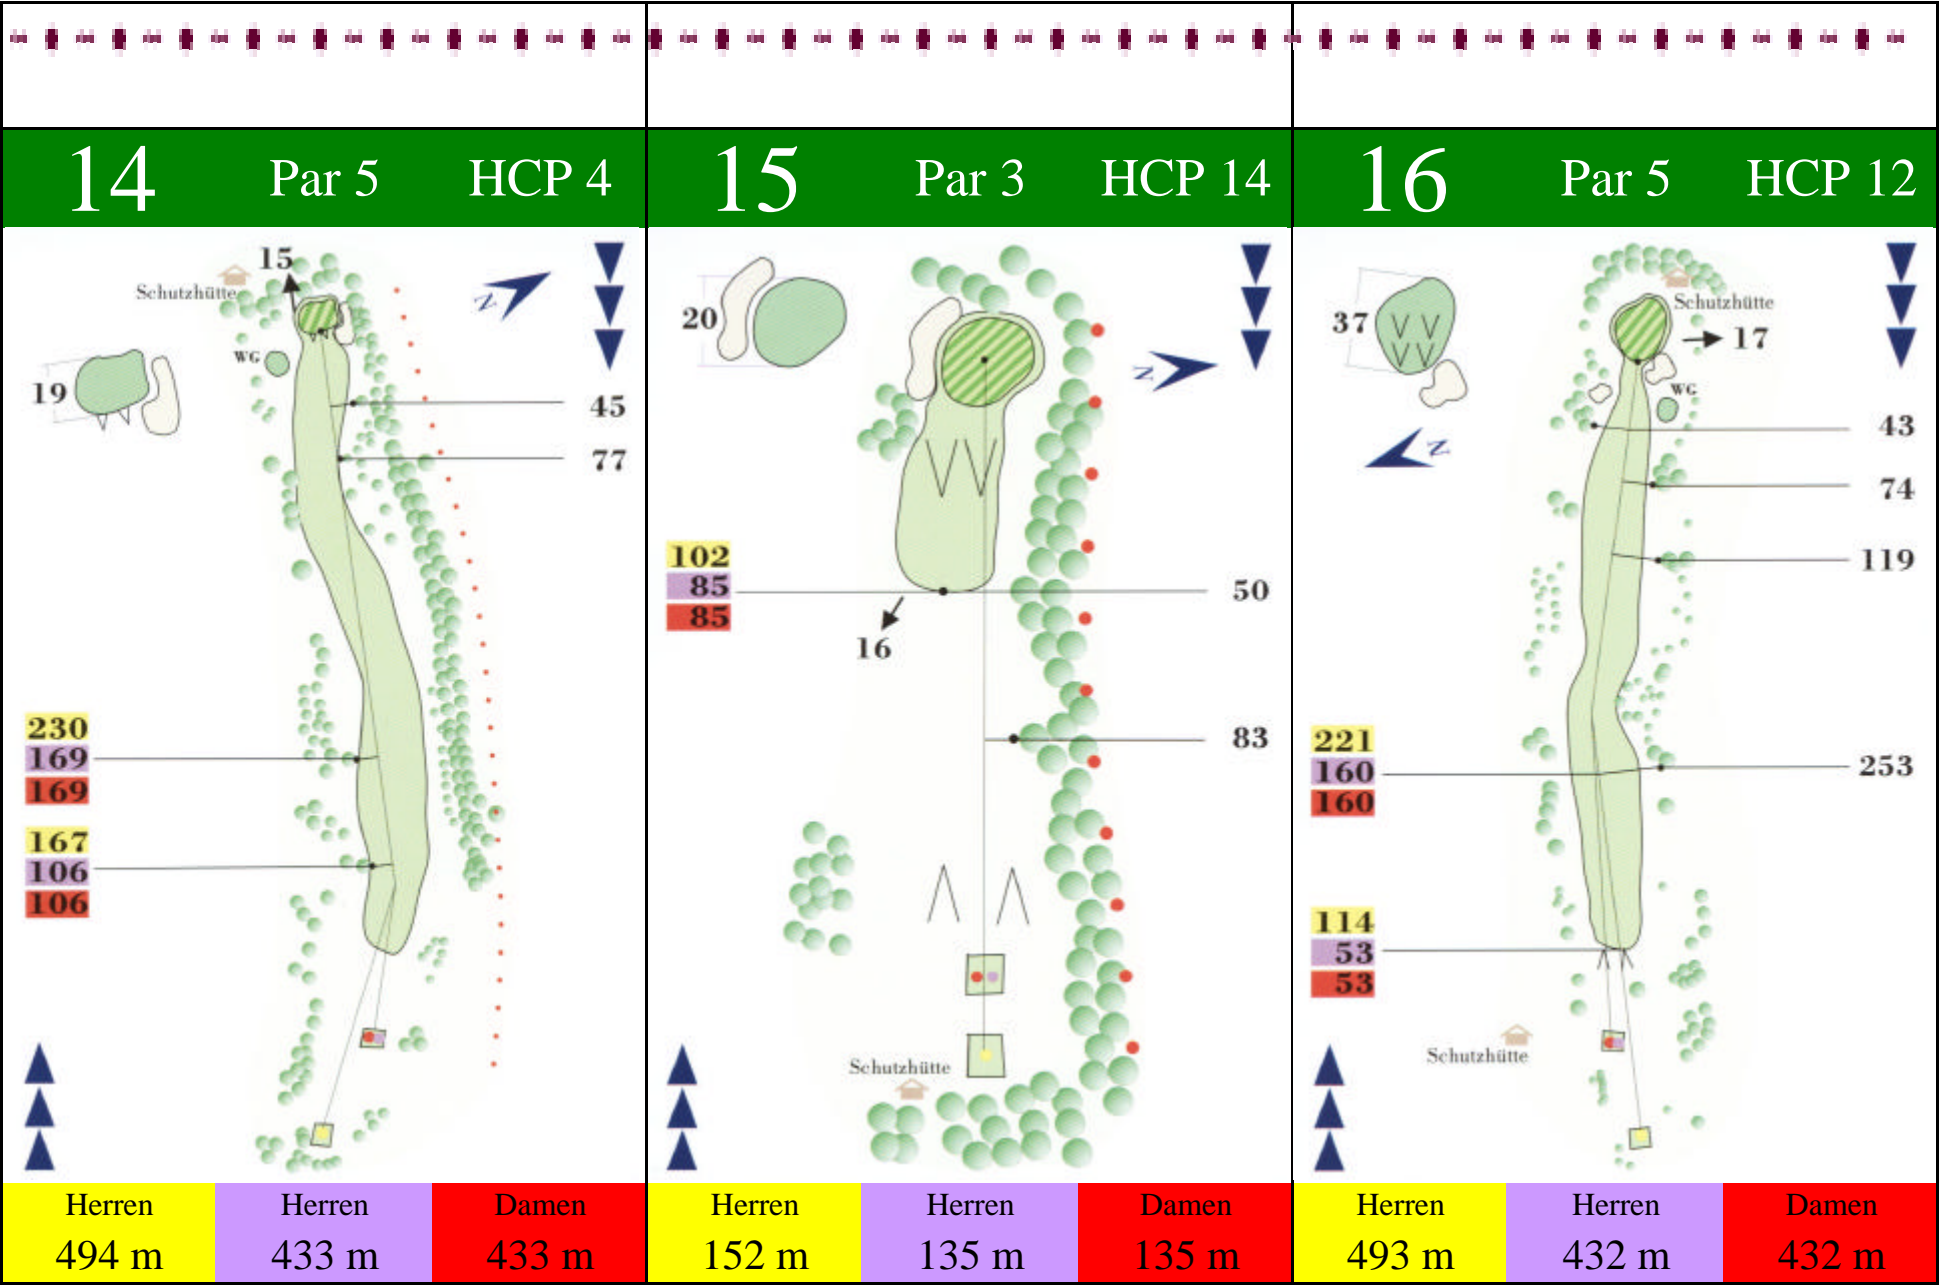 14 Par 5 HCP 4
15
Schutzhütte
N
WG
19
45
77
230
169
169
167
106
106
Herren Herren Damen
494 m 433 m 433 m
15 Par 3 HCP 14
20
N
102
85
85
50
16
83
Schutzhütte
Herren Herren Damen
152 m 135 m 135 m
16 Par 5 HCP 12
Schutzhütte
37
17
WG
N
43
74
119
221
160
160
253
114
53
53
Schutzhütte
Herren Herren Damen
493 m 432 m 432 m